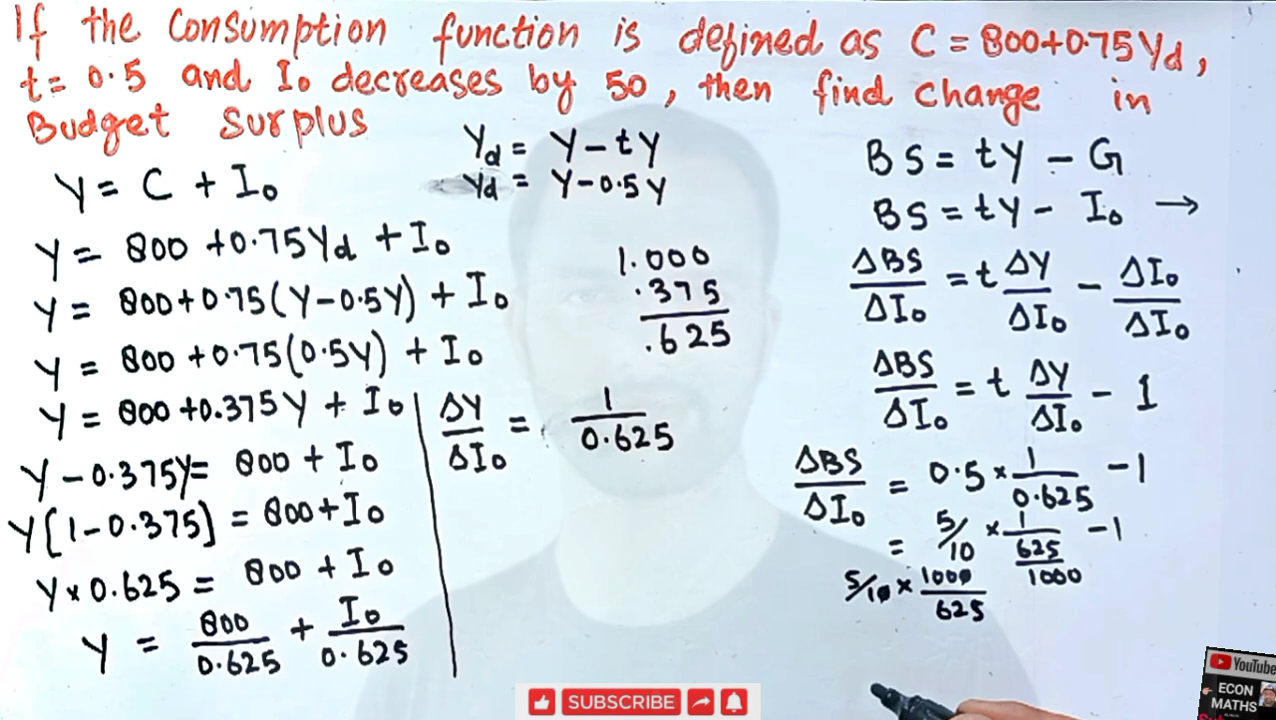 If the Consumption function is defined as C = 800+0.75Yd,
t= 0.5 and I₀ decreases by 50, then find change in
Budget Surplus
Y = C + I₀
Y = 800 +0.75Yd + I₀
Y = 800+0.75(Y-0.5Y) + I₀
Y = 800 +0.75(0.5Y) + I₀
Y = 800 +0.375Y + I₀
Y - 0.375Y= 800 + I₀
Y[1-0.375] = 800+I₀
Y×0.625 = 800 + I₀
Y = 800/0.625 + I₀/0.625
Yd = Y - tY
Yd = Y-0.5Y
1.000
.375
.625
ΔY/ΔI₀ = 1/0.625
BS = tY - G
BS = tY - I₀ →
ΔBS/ΔI₀ = t ΔY/ΔI₀ - ΔI₀/ΔI₀
ΔBS/ΔI₀ = t ΔY/ΔI₀ - 1
ΔBS/ΔI₀ = 0.5 × 1/0.625 -1
= 5/10 × 1/(625/1000) -1
5/10 × 1000/625
SUBSCRIBE
YouTube
ECON
MATHS